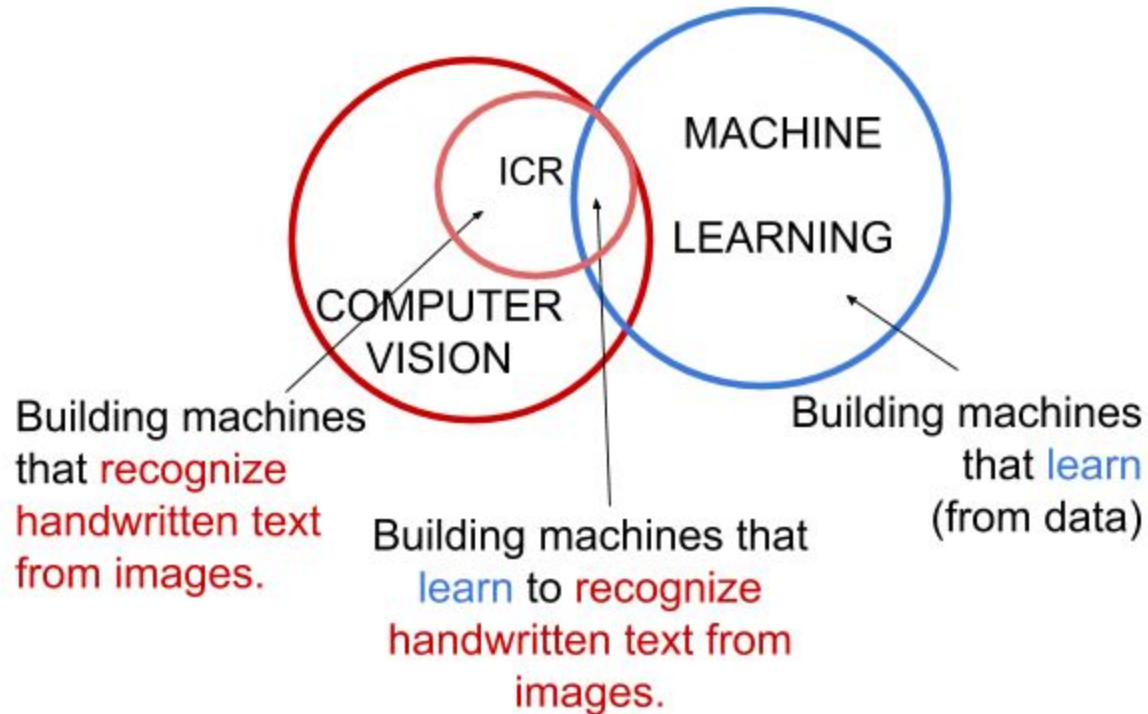 MACHINE
LEARNING
ICR
COMPUTER
VISION
Building machines
that recognize
handwritten text
from images.
Building machines that
learn to recognize
handwritten text from
images.
Building machines
that learn
(from data)